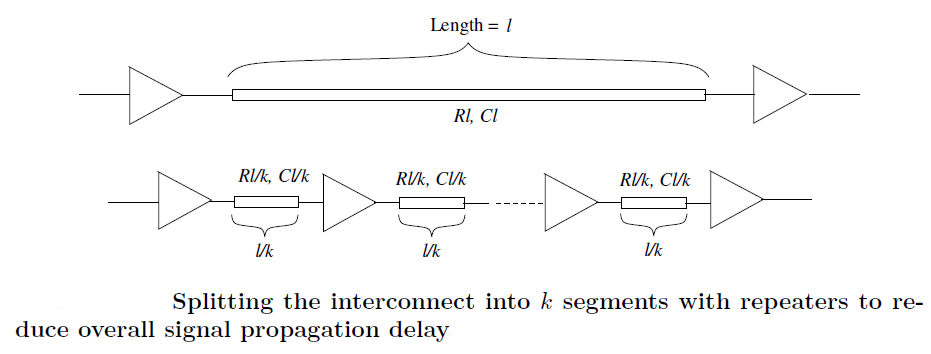 Length = l
Rl, Cl
Rl/k, Cl/k Rl/k, Cl/k Rl/k, Cl/k
l/k l/k l/k
Splitting the interconnect into k segments with repeaters to re-
duce overall signal propagation delay